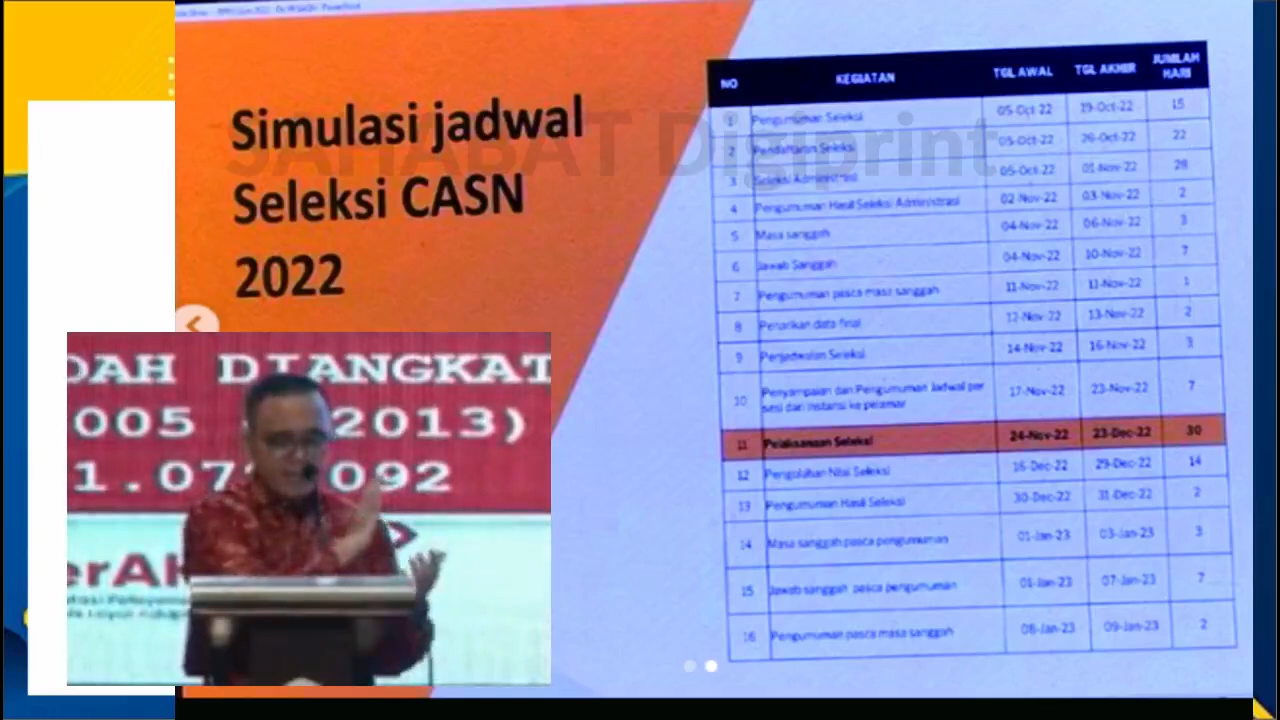 Simulasi jadwal
Seleksi CASN
2022
SAHABAT Digiprint
NO KEGIATAN TGL AWAL TGL AKHIR JUMLAH HARI
1 Pengumuman Seleksi 05-Oct 22 19-Oct-22 15
2 Pendaftaran Seleksi 05-Oct 22 26-Oct-22 22
3 Seleksi Administrasi 05-Oct 22 01-Nov-22 28
4 Pengumuman Hasil Seleksi Administrasi 02-Nov-22 03-Nov-22 2
5 Masa sanggah 04-Nov-22 06-Nov-22 3
6 Jawab Sanggah 04-Nov-22 10-Nov-22 7
7 Pengumuman pasca masa sanggah 11-Nov-22 11-Nov-22 1
8 Penarikan data final 12-Nov-22 13-Nov-22 2
9 Penjadwalan Seleksi 14-Nov-22 16-Nov-22 3
10 Penyampaian dan Pengumuman Jadwal per
sesi dari instansi ke pelamar 17-Nov-22 23-Nov-22 7
11 Pelaksanaan Seleksi 24-Nov-22 23-Dec-22 30
12 Pengolahan Nilai Seleksi 16-Dec-22 29-Dec-22 14
13 Pengumuman Hasil Seleksi 30-Dec-22 31-Dec-22 2
14 Masa sanggah pasca pengumuman 01-Jan-23 03-Jan-23 3
15 Jawab sanggah pasca pengumuman 01-Jan-23 07-Jan-23 7
16 Pengumuman pasca masa sanggah 08-Jan-23 09-Jan-23 2
DAH DIANGKAT
005 2013)
1.07 092
erAK